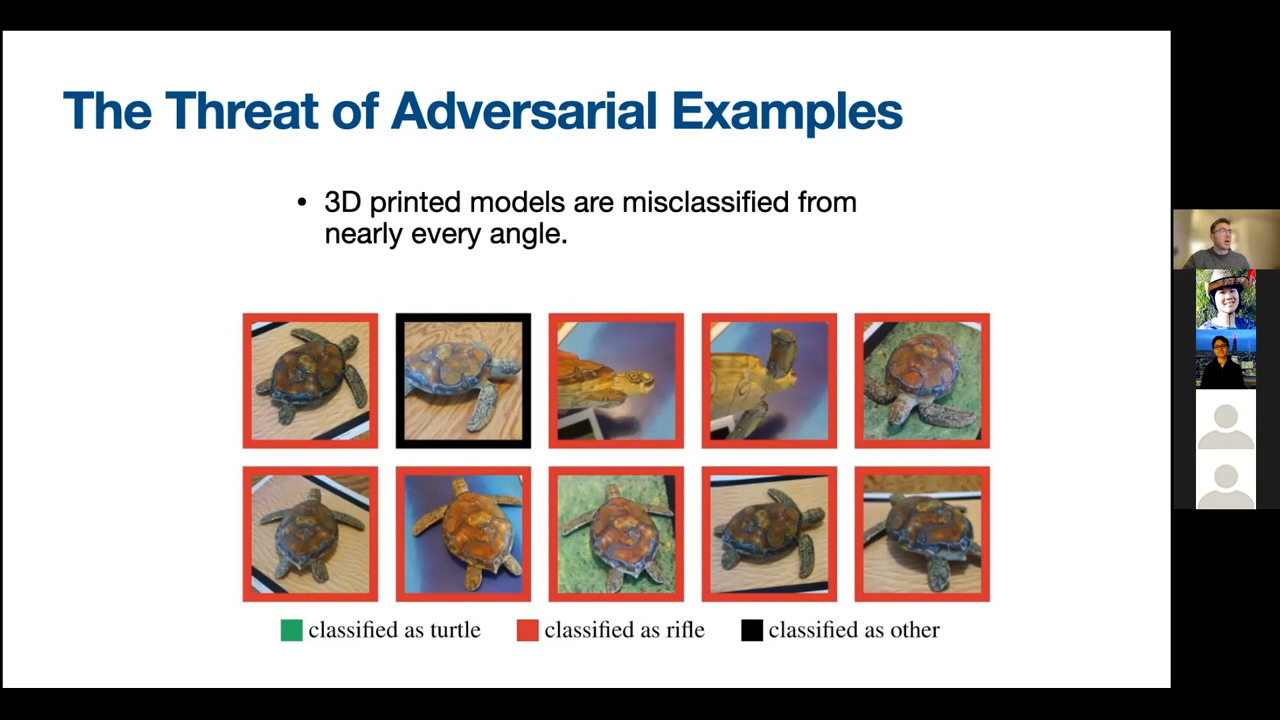 The Threat of Adversarial Examples
• 3D printed models are misclassified from
nearly every angle.
classified as turtle classified as rifle classified as other